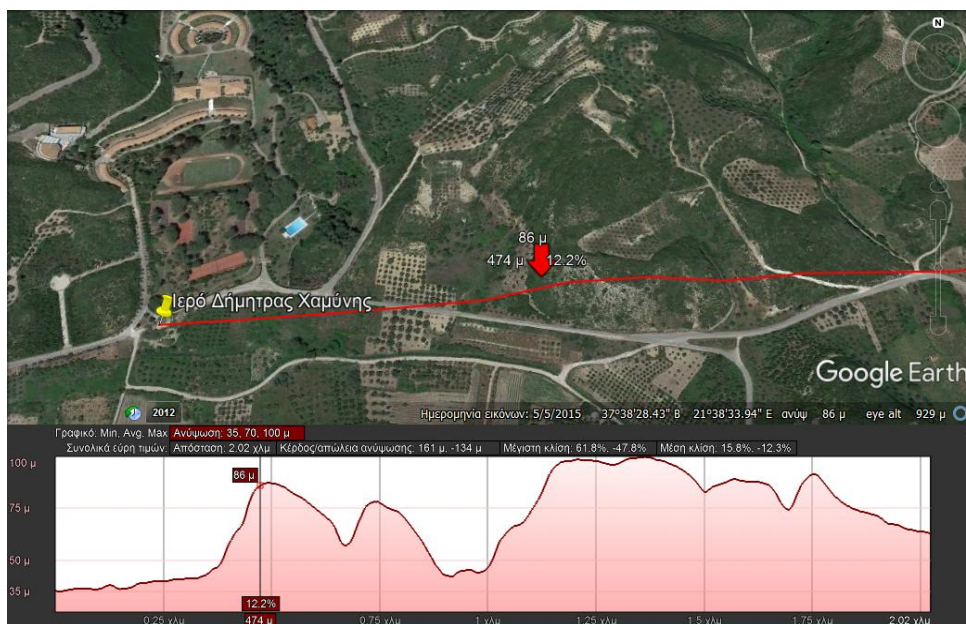 N
86 μ
474 μ 12.2%
Ιερό Δήμητρας Χαμύνης
Google Earth
2012
Ημερομηνία εικόνων: 5/5/2015 37°38'28.43" Β 21°38'33.94" Ε ανύψ 86 μ eye alt 929 μ
Γραφικό: Min, Avg, Max Ανύψωση: 35, 70, 100 μ
Συνολικά εύρη τιμών: Απόσταση: 2.02 χλμ Κέρδος/απώλεια ανύψωσης: 161 μ, -134 μ Μέγιστη κλίση: 61.8%, -47.8% Μέση κλίση: 15.8%, -12.3%
100 μ
86 μ
75 μ
50 μ
35 μ
12.2%
0.25 χλμ 474 μ 0.75 χλμ 1 χλμ 1.25 χλμ 1.5 χλμ 1.75 χλμ 2.02 χλμ